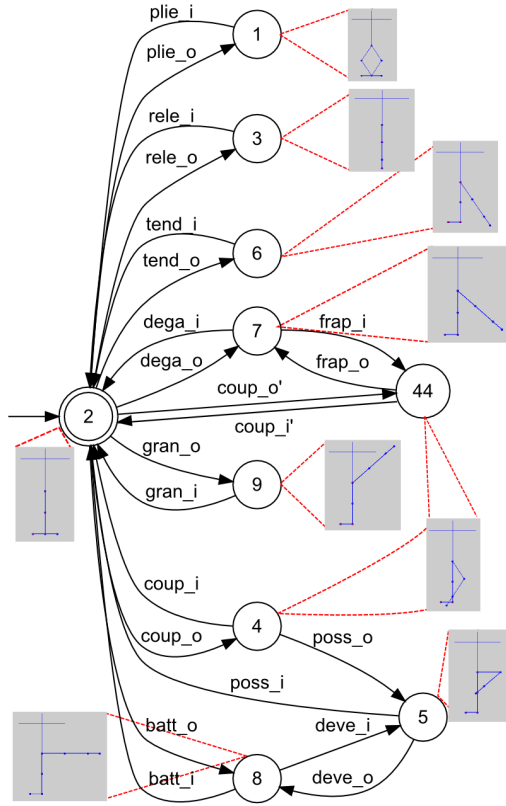 plie_i
1
plie_o
rele_i
3
rele_o
tend_i
6
tend_o
dega_i
7
frap_i
dega_o
frap_o
44
coup_o'
2
coup_i'
gran_o
9
gran_i
coup_i
4
coup_o
poss_o
poss_i
5
batt_o
deve_i
8
batt_i
deve_o